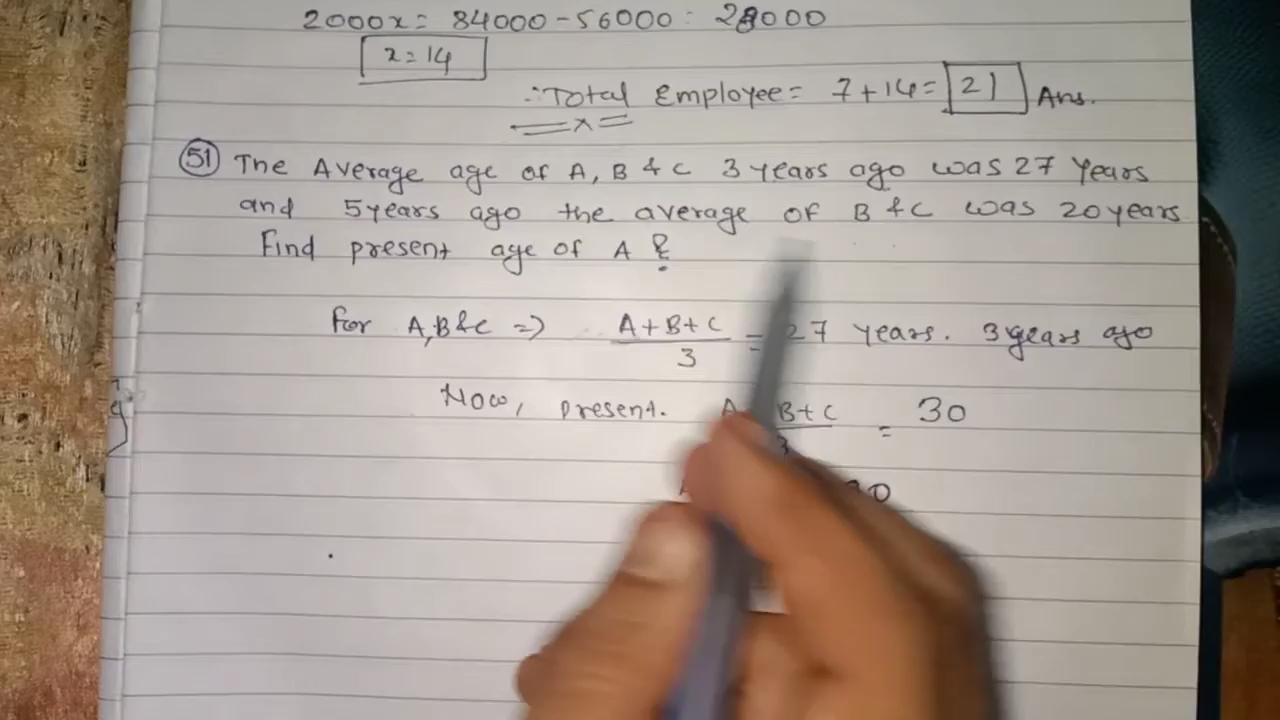 2000x = 84000 - 56000 = 28000
x = 14
∴ Total Employee = 7 + 14 = 21 Ans.
51 The Average age of A, B & C 3 years ago was 27 Years
and 5 years ago the average of B & C was 20 years
Find present age of A ?
For A, B & C => A+B+C / 3 = 27 years. 3 years ago
Now, present. A B+C / 3 = 30